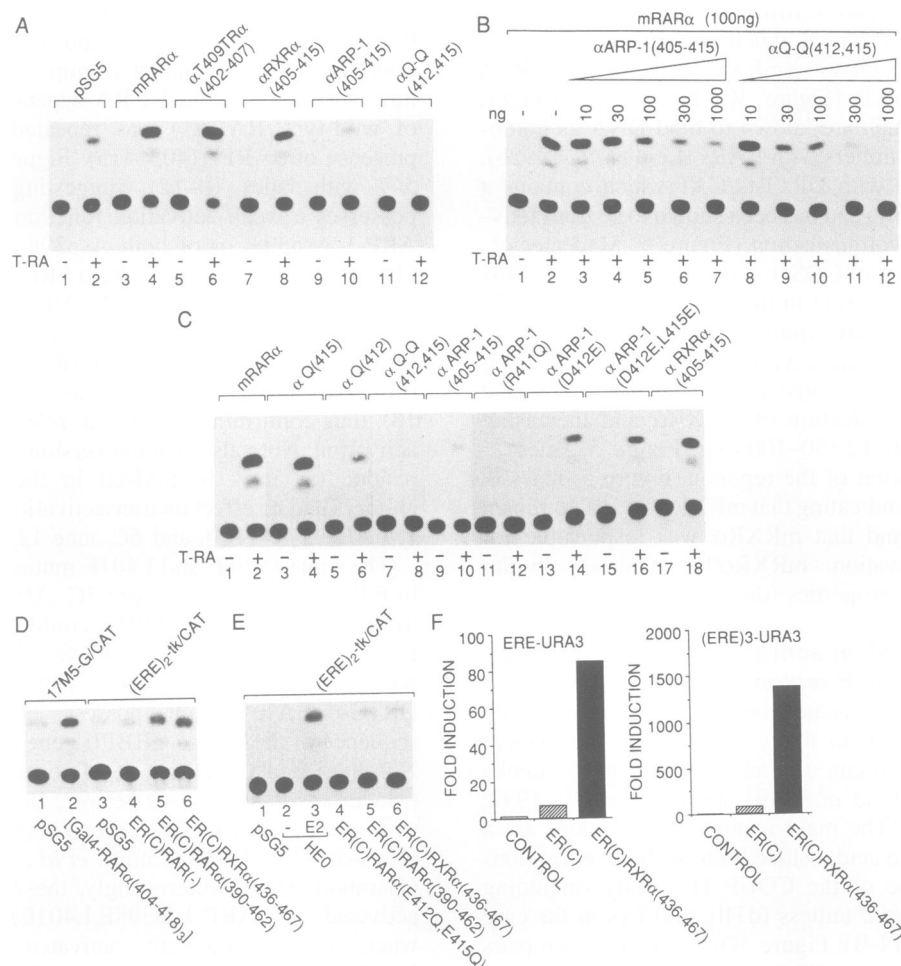 A
pSG5
mRARα
αT409TRα
(402-407)
αRXRα
(405-415)
αARP-1
(405-415)
αQ-Q
(412,415)
T-RA - + - + - + - + - + - +
1 2 3 4 5 6 7 8 9 10 11 12
B
mRARα (100ng)
αARP-1(405-415)
αQ-Q(412,415)
ng - - 10 30 100 300 1000 10 30 100 300 1000
T-RA - + + + + + + + + + + +
1 2 3 4 5 6 7 8 9 10 11 12
C
mRARα
α Q(415)
α Q(412)
α Q-Q
(412,415)
α ARP-1
(405-415)
α ARP-1
(R411Q)
α ARP-1
(D412E)
α ARP-1
(D412E,L415E)
α RXRα
(405-415)
T-RA - + - + - + - + - + - + - + - + - +
1 2 3 4 5 6 7 8 9 10 11 12 13 14 15 16 17 18
D
17M5-G/CAT
(ERE)2-tk/CAT
1 2 3 4 5 6
pSG5
[Gal4-RARα(404-418)3]
pSG5
ER(C)RAR(-)
ER(C)RARα(390-462)
ER(C)RXRα(436-467)
E
(ERE)2-tk/CAT
1 2 3 4 5 6
pSG5
- E2
HE0
ER(C)RARα(E412Q,E415Q)
ER(C)RARα(390-462)
ER(C)RXRα(436-467)
F
ERE-URA3
FOLD INDUCTION
100
80
60
40
20
0
CONTROL
ER(C)
ER(C)RXRα(436-467)
(ERE)3-URA3
FOLD INDUCTION
2000
1500
1000
500
0
CONTROL
ER(C)
ER(C)RXRα(436-467)